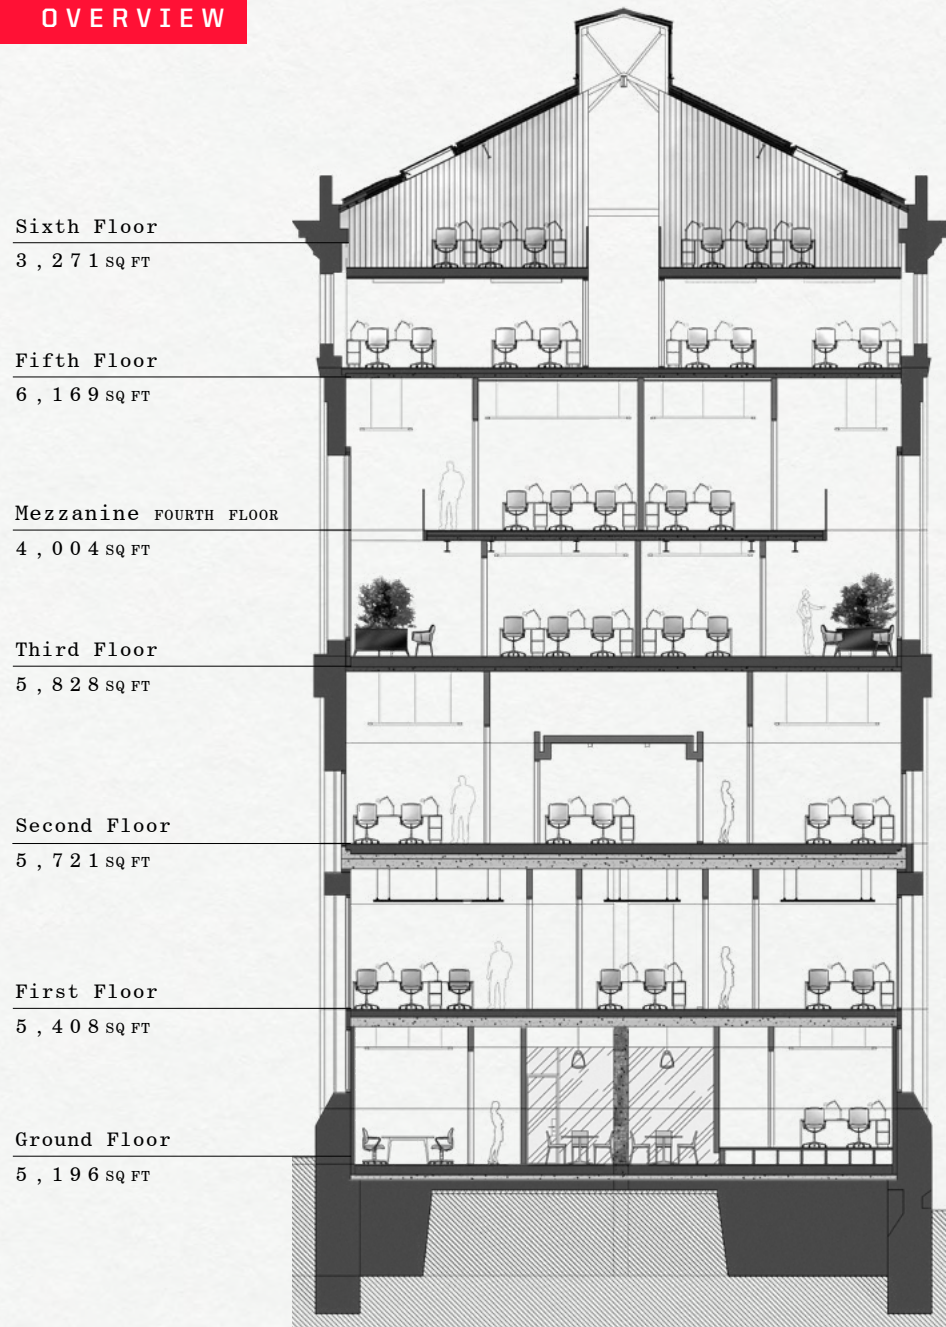 OVERVIEW
Sixth Floor
3,271 SQ FT
Fifth Floor
6,169 SQ FT
Mezzanine FOURTH FLOOR
4,004 SQ FT
Third Floor
5,828 SQ FT
Second Floor
5,721 SQ FT
First Floor
5,408 SQ FT
Ground Floor
5,196 SQ FT